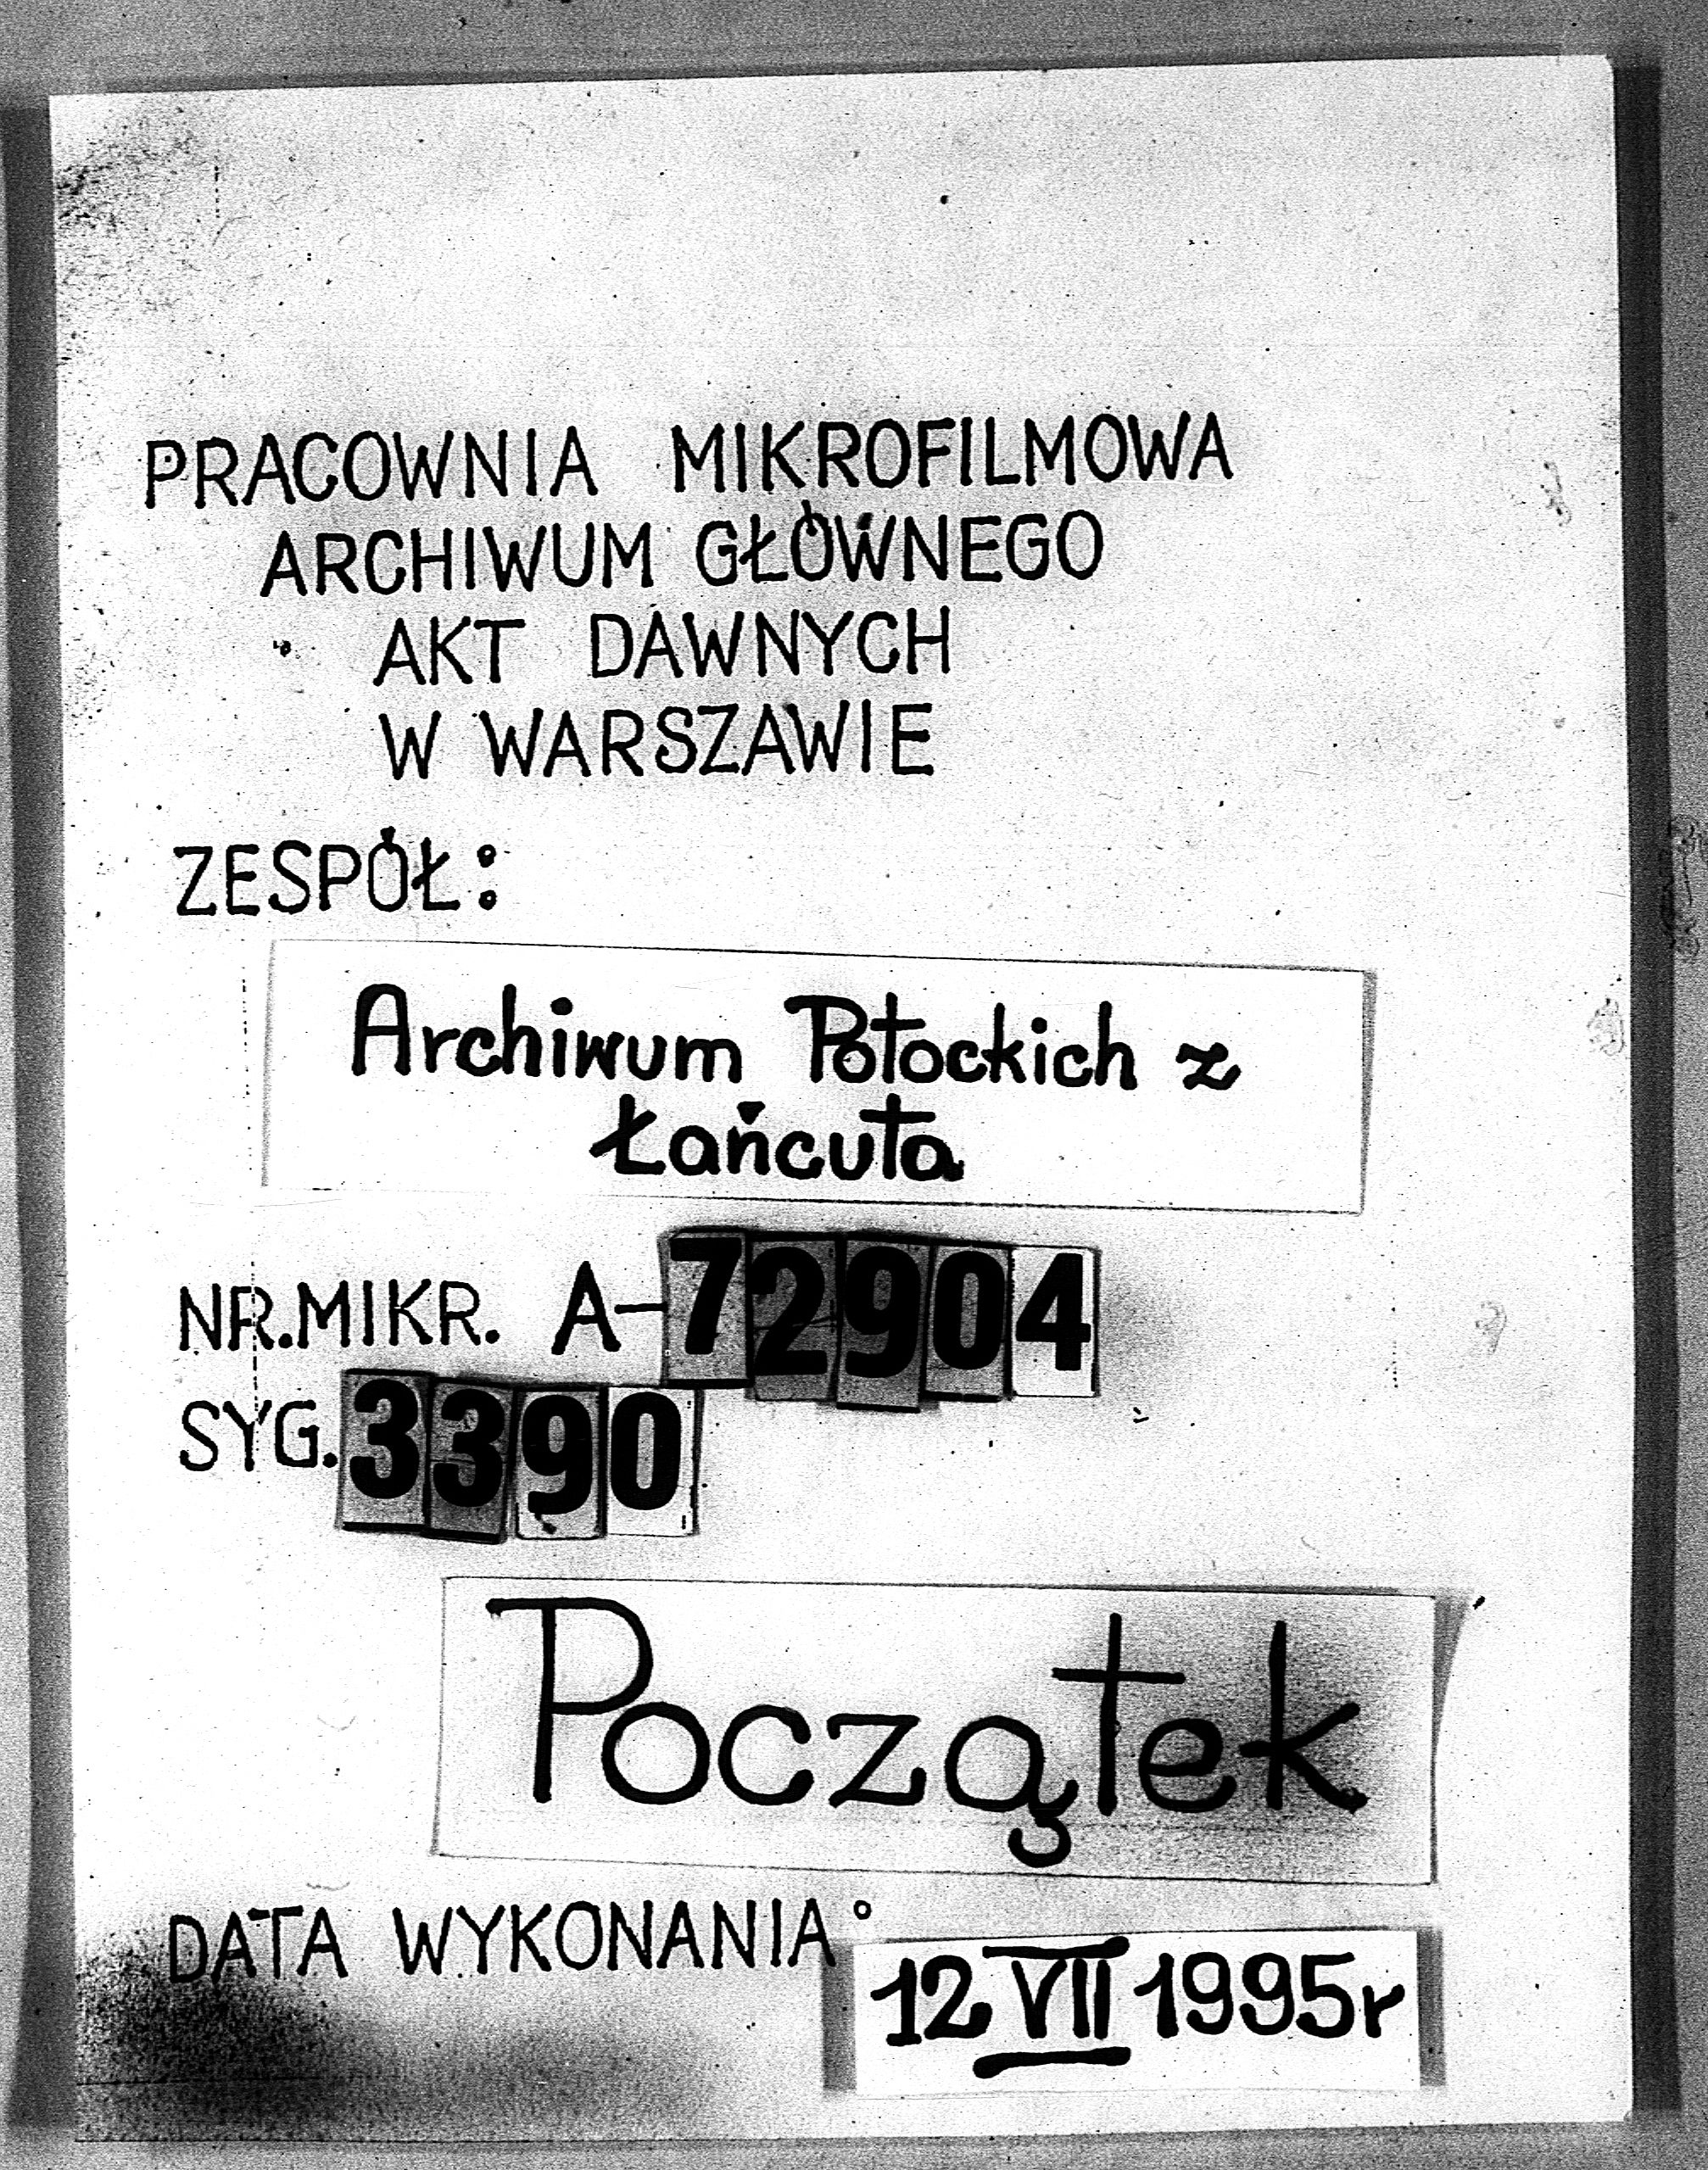 PRACOWNIA MIKROFILMOWA
ARCHIWUM GŁÓWNEGO
AKT DAWNYCH
W WARSZAWIE
ZESPÓŁ:
Archiwum Potockich z
Łańcuta
NR.MIKR. A-72904
SYG. 3390
Początek
DATA WYKONANIA:
12 VII 1995r